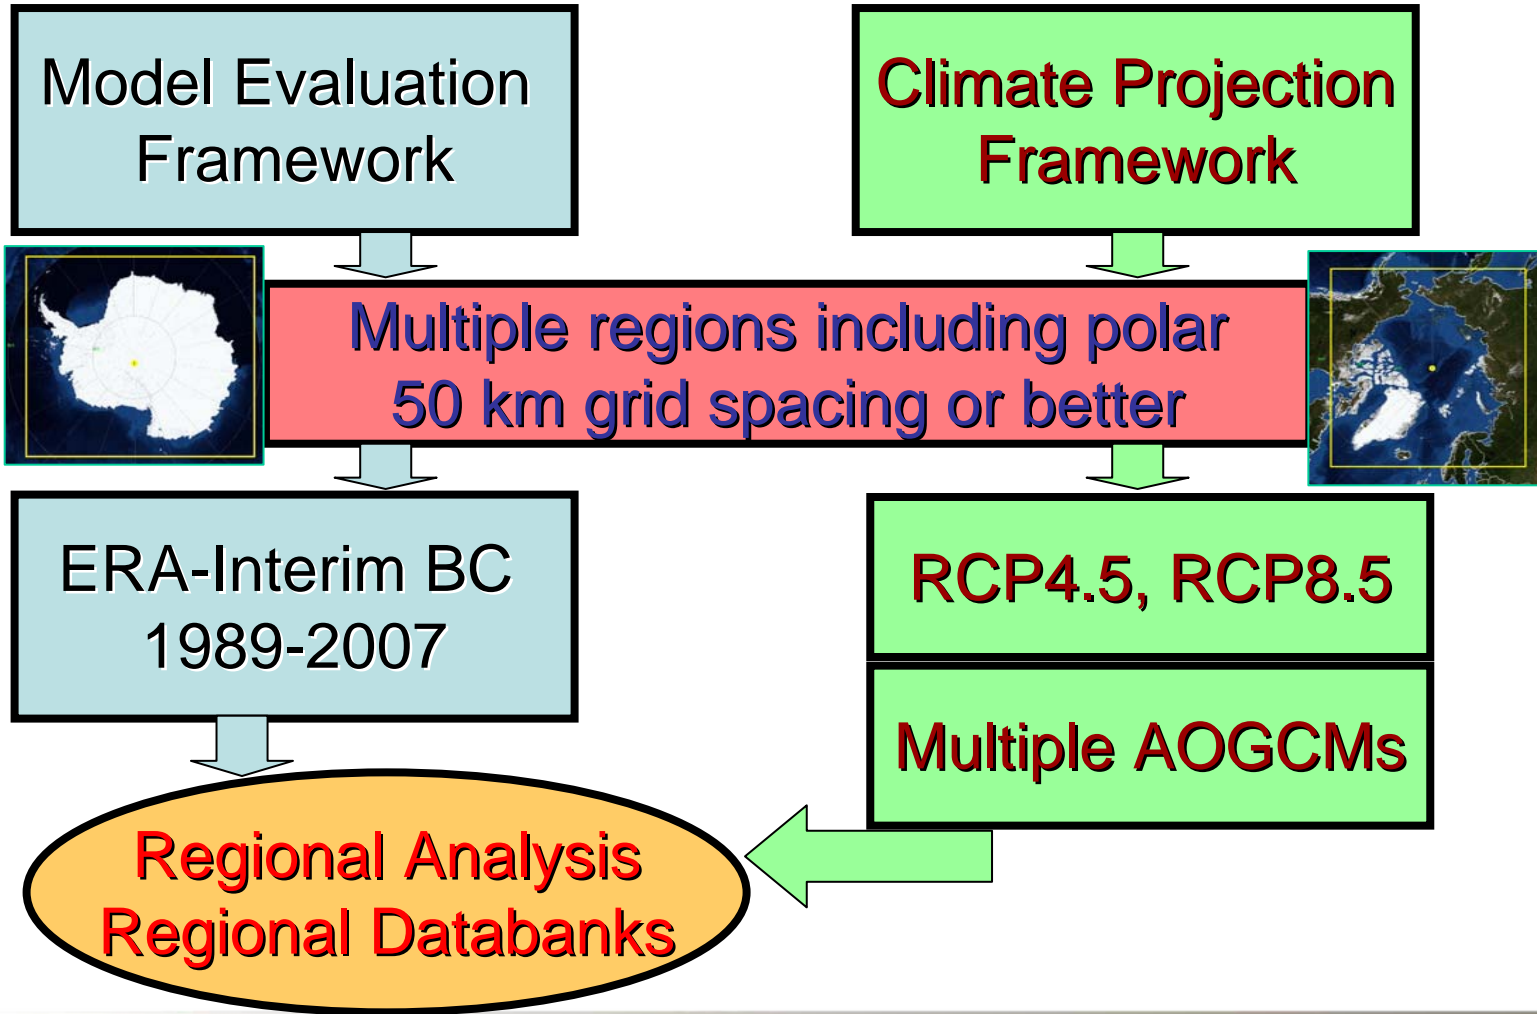 Model Evaluation
Framework
Climate Projection
Framework
Multiple regions including polar
50 km grid spacing or better
ERA-Interim BC
1989-2007
RCP4.5, RCP8.5
Multiple AOGCMs
Regional Analysis
Regional Databanks